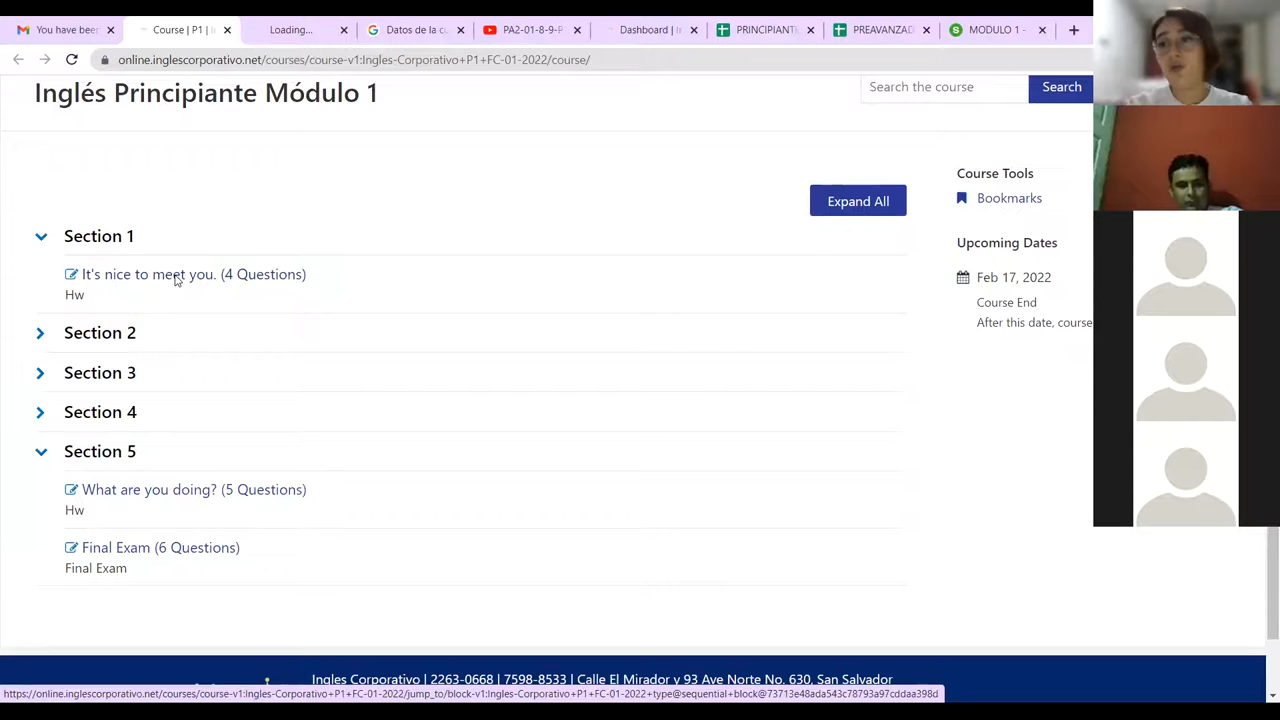 You have beer
Course | P1 | I
Loading...
Datos de la cu
PA2-01-8-9-P
Dashboard | In
PRINCIPIANT
PREAVANZAD
MODULO 1 -
online.inglescorporativo.net/courses/course-v1:Ingles-Corporativo+P1+FC-01-2022/course/
Inglés Principiante Módulo 1
Search the course
Search
Expand All
Course Tools
Bookmarks
Upcoming Dates
Feb 17, 2022
Course End
After this date, course
Section 1
It's nice to meet you. (4 Questions)
Hw
Section 2
Section 3
Section 4
Section 5
What are you doing? (5 Questions)
Hw
Final Exam (6 Questions)
Final Exam
Ingles Corporativo | 2263-0668 | 7598-8533 | Calle El Mirador y 93 Ave Norte No. 630, San Salvador
https://online.inglescorporativo.net/courses/course-v1:Ingles-Corporativo+P1+FC-01-2022/jump_to/block-v1:Ingles-Corporativo+P1+FC-01-2022+type@sequential+block@73713e48ada543c78793a97cddaa398d